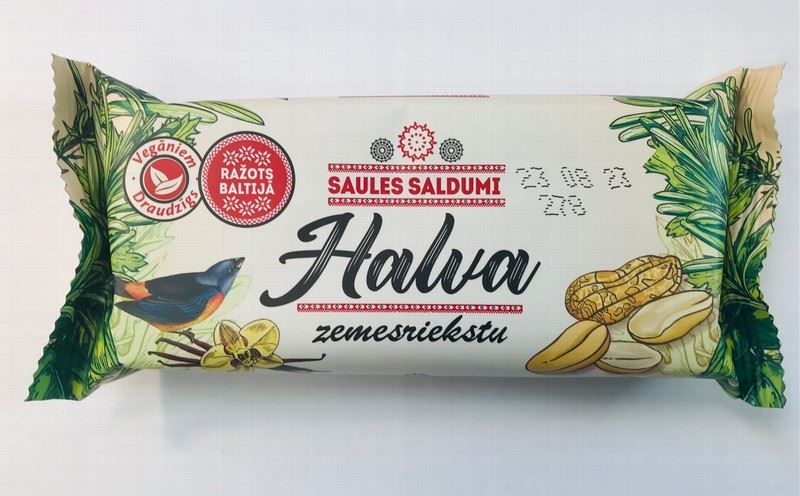 Vegāniem
Draudzīgs
RAŽOTS
BALTIJĀ
SAULES SALDUMI
23 08 23
278
Halva
zemesriekstu